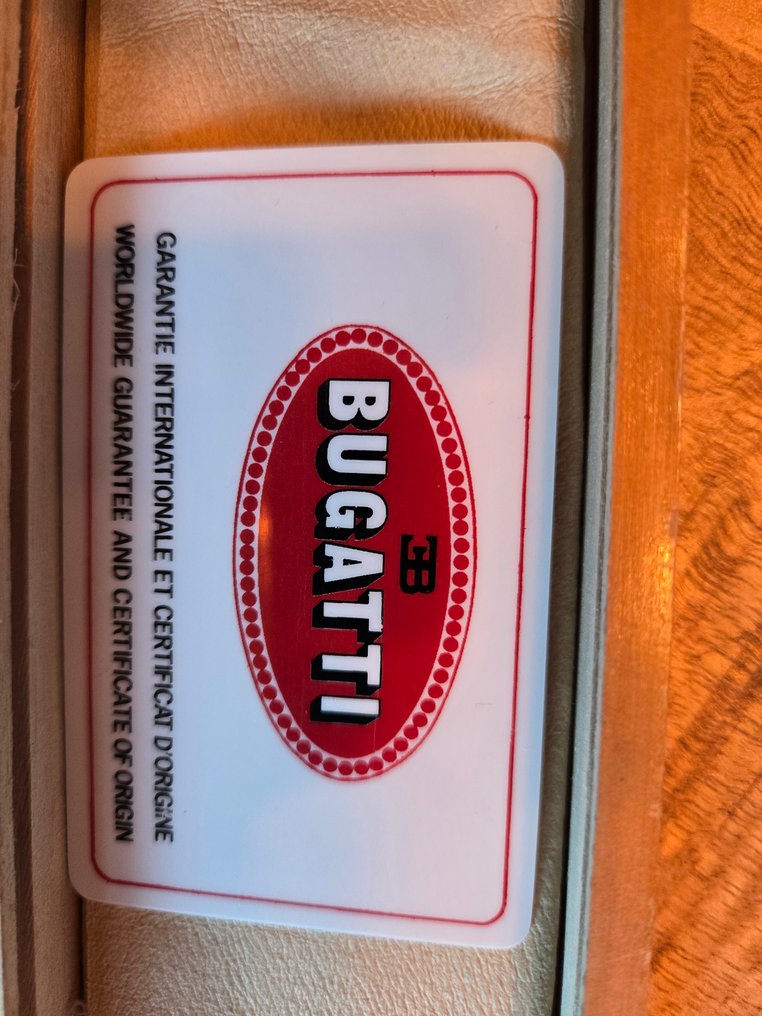 EB
BUGATTI
GARANTIE INTERNATIONALE ET CERTIFICAT D'ORIGINE
WORLDWIDE GUARANTEE AND CERTIFICATE OF ORIGIN